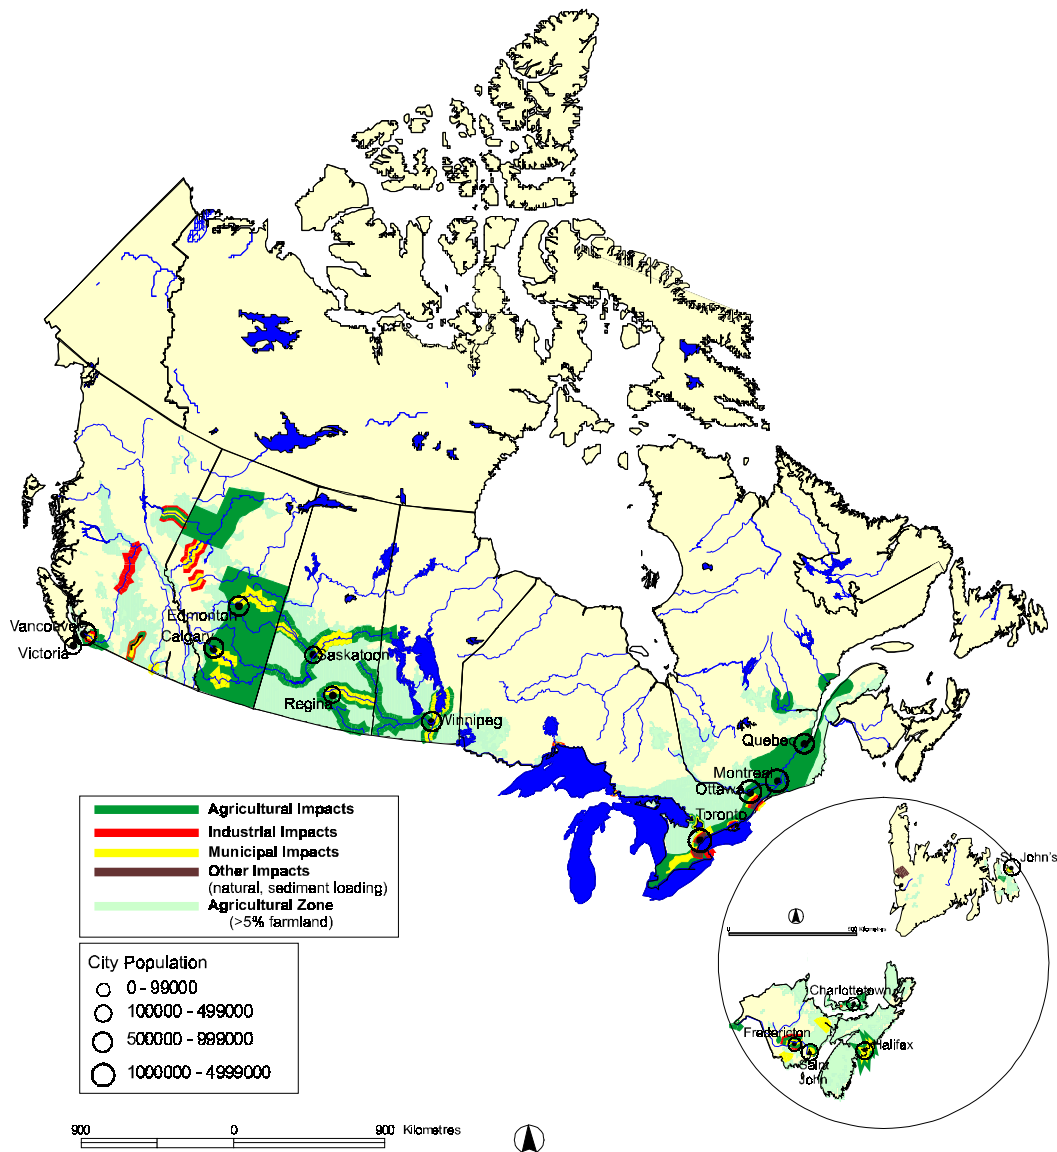 Edmonton
Vancouver
Calgary
Victoria
Saskatoon
Regina
Winnipeg
Quebec
Montreal
Ottawa
Toronto
Agricultural Impacts
Industrial Impacts
Municipal Impacts
Other Impacts
(natural, sediment loading)
Agricultural Zone
(>5% farmland)
City Population
0 - 99000
100000 - 499000
500000 - 999000
1000000 - 4999000
900 0 900 Kilometres
St. John's
0 Kilometres
Charlottetown
Fredericton
Halifax
Saint
John